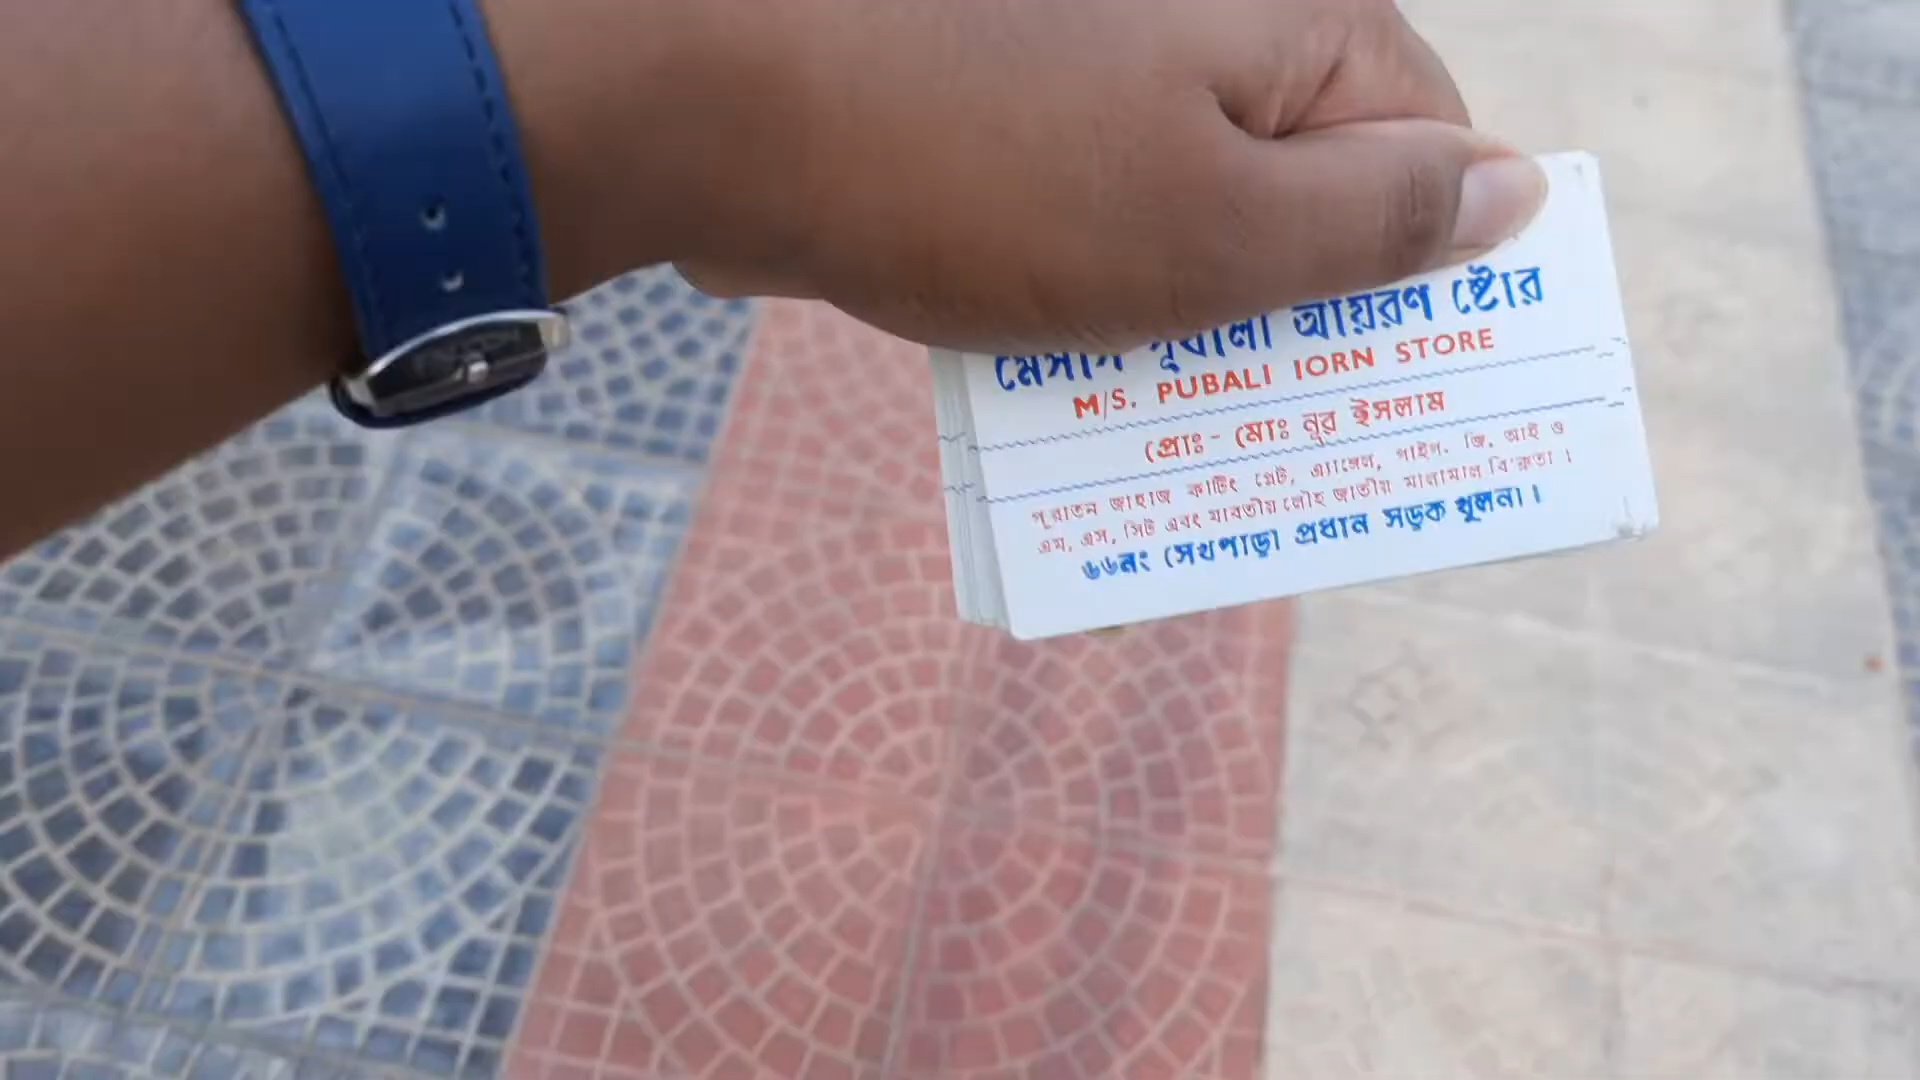 মেসার্স পূবালী আয়রণ ষ্টোর
M/S. PUBALI IORN STORE
প্রোঃ- মোঃ নূর ইসলাম
পুরাতন জাহাজ কাটিং প্লেট, এ্যাঙ্গেল, পাইপ. জি, আই ও
এম, এস, সিট এবং যাবতীয় লৌহ জাতীয় মালামাল বিক্রেতা।
৬৬নং সেখপাড়া প্রধান সড়ক খুলনা।